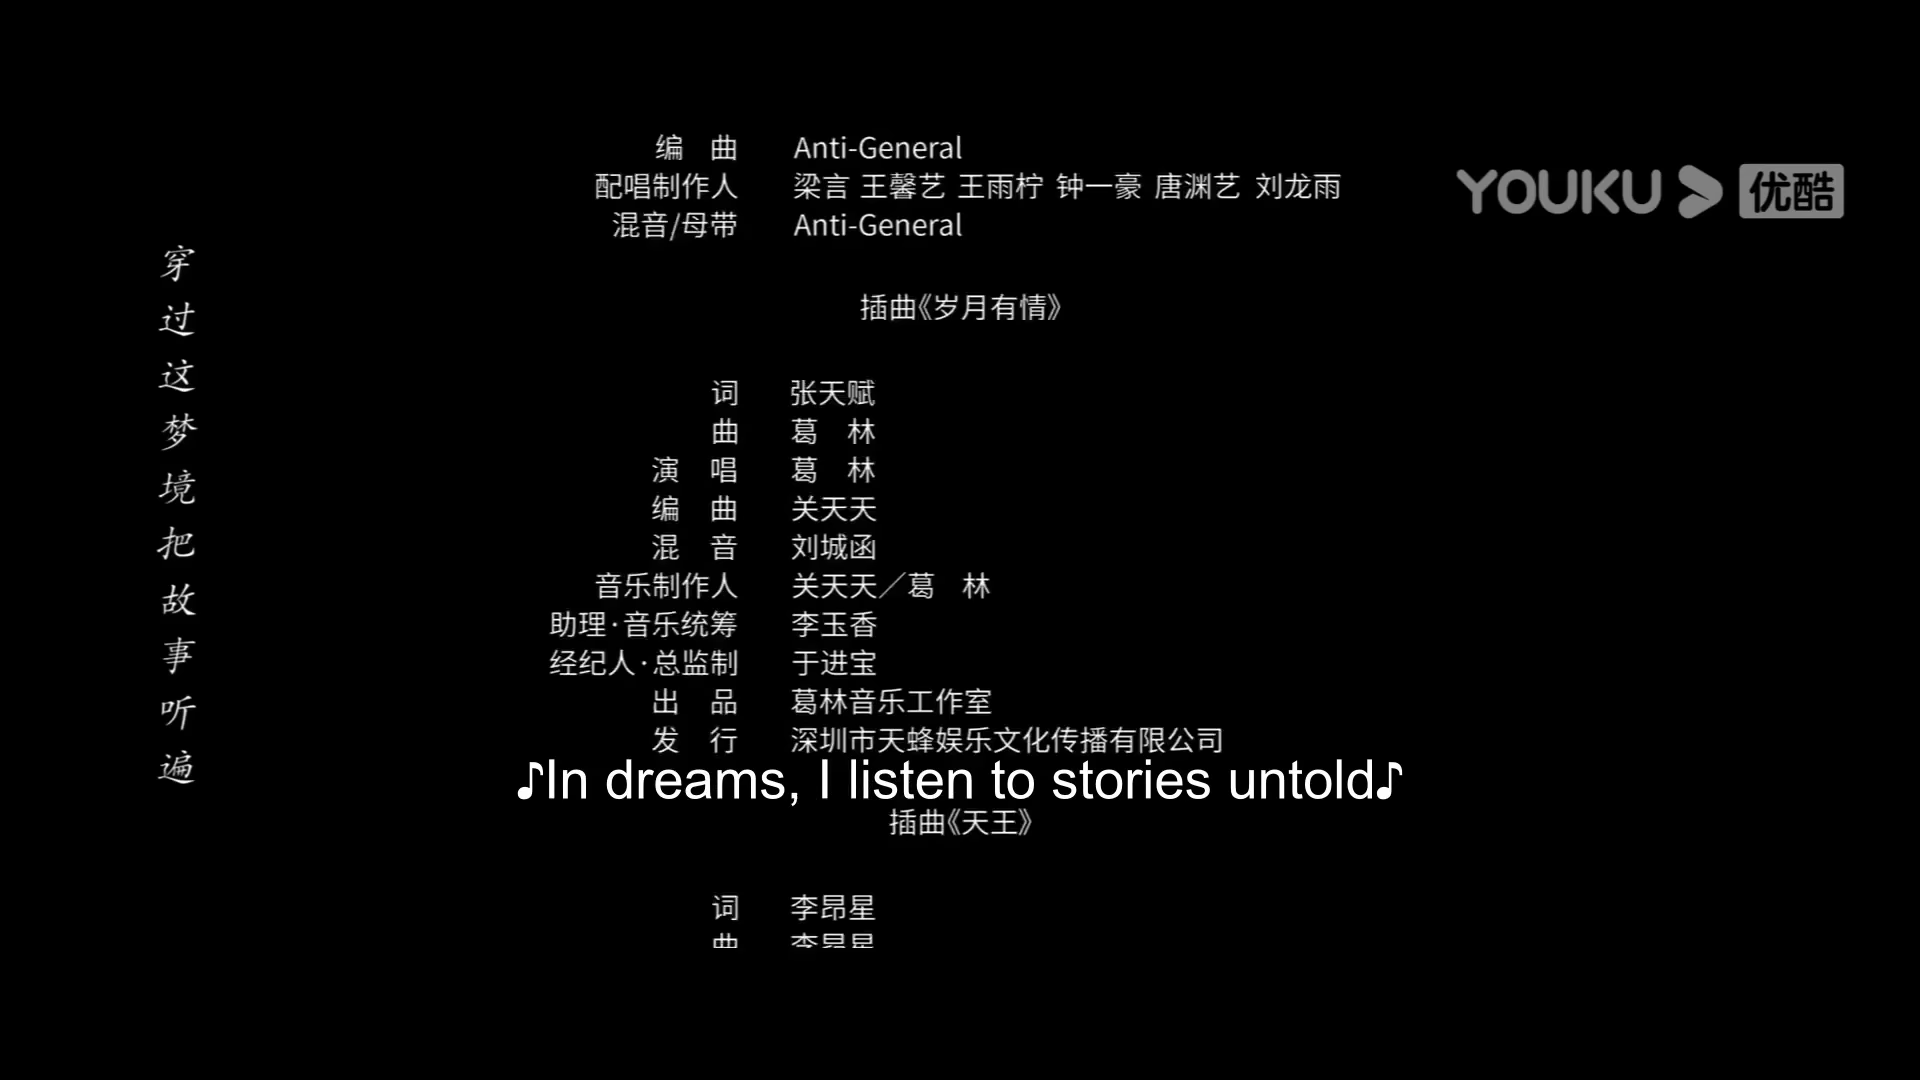 编 曲 Anti-General
配唱制作人 梁言 王馨艺 王雨柠 钟一豪 唐渊艺 刘龙雨
混音/母带 Anti-General
YOUKU 优酷
穿过这梦境把故事听遍
插曲《岁月有情》
词 张天赋
曲 葛 林
演 唱 葛 林
编 曲 关天天
混 音 刘城函
音乐制作人 关天天／葛 林
助理·音乐统筹 李玉香
经纪人·总监制 于进宝
出 品 葛林音乐工作室
发 行 深圳市天蜂娱乐文化传播有限公司
♪In dreams, I listen to stories untold♪
插曲《天王》
词 李昂星
曲 李昂星